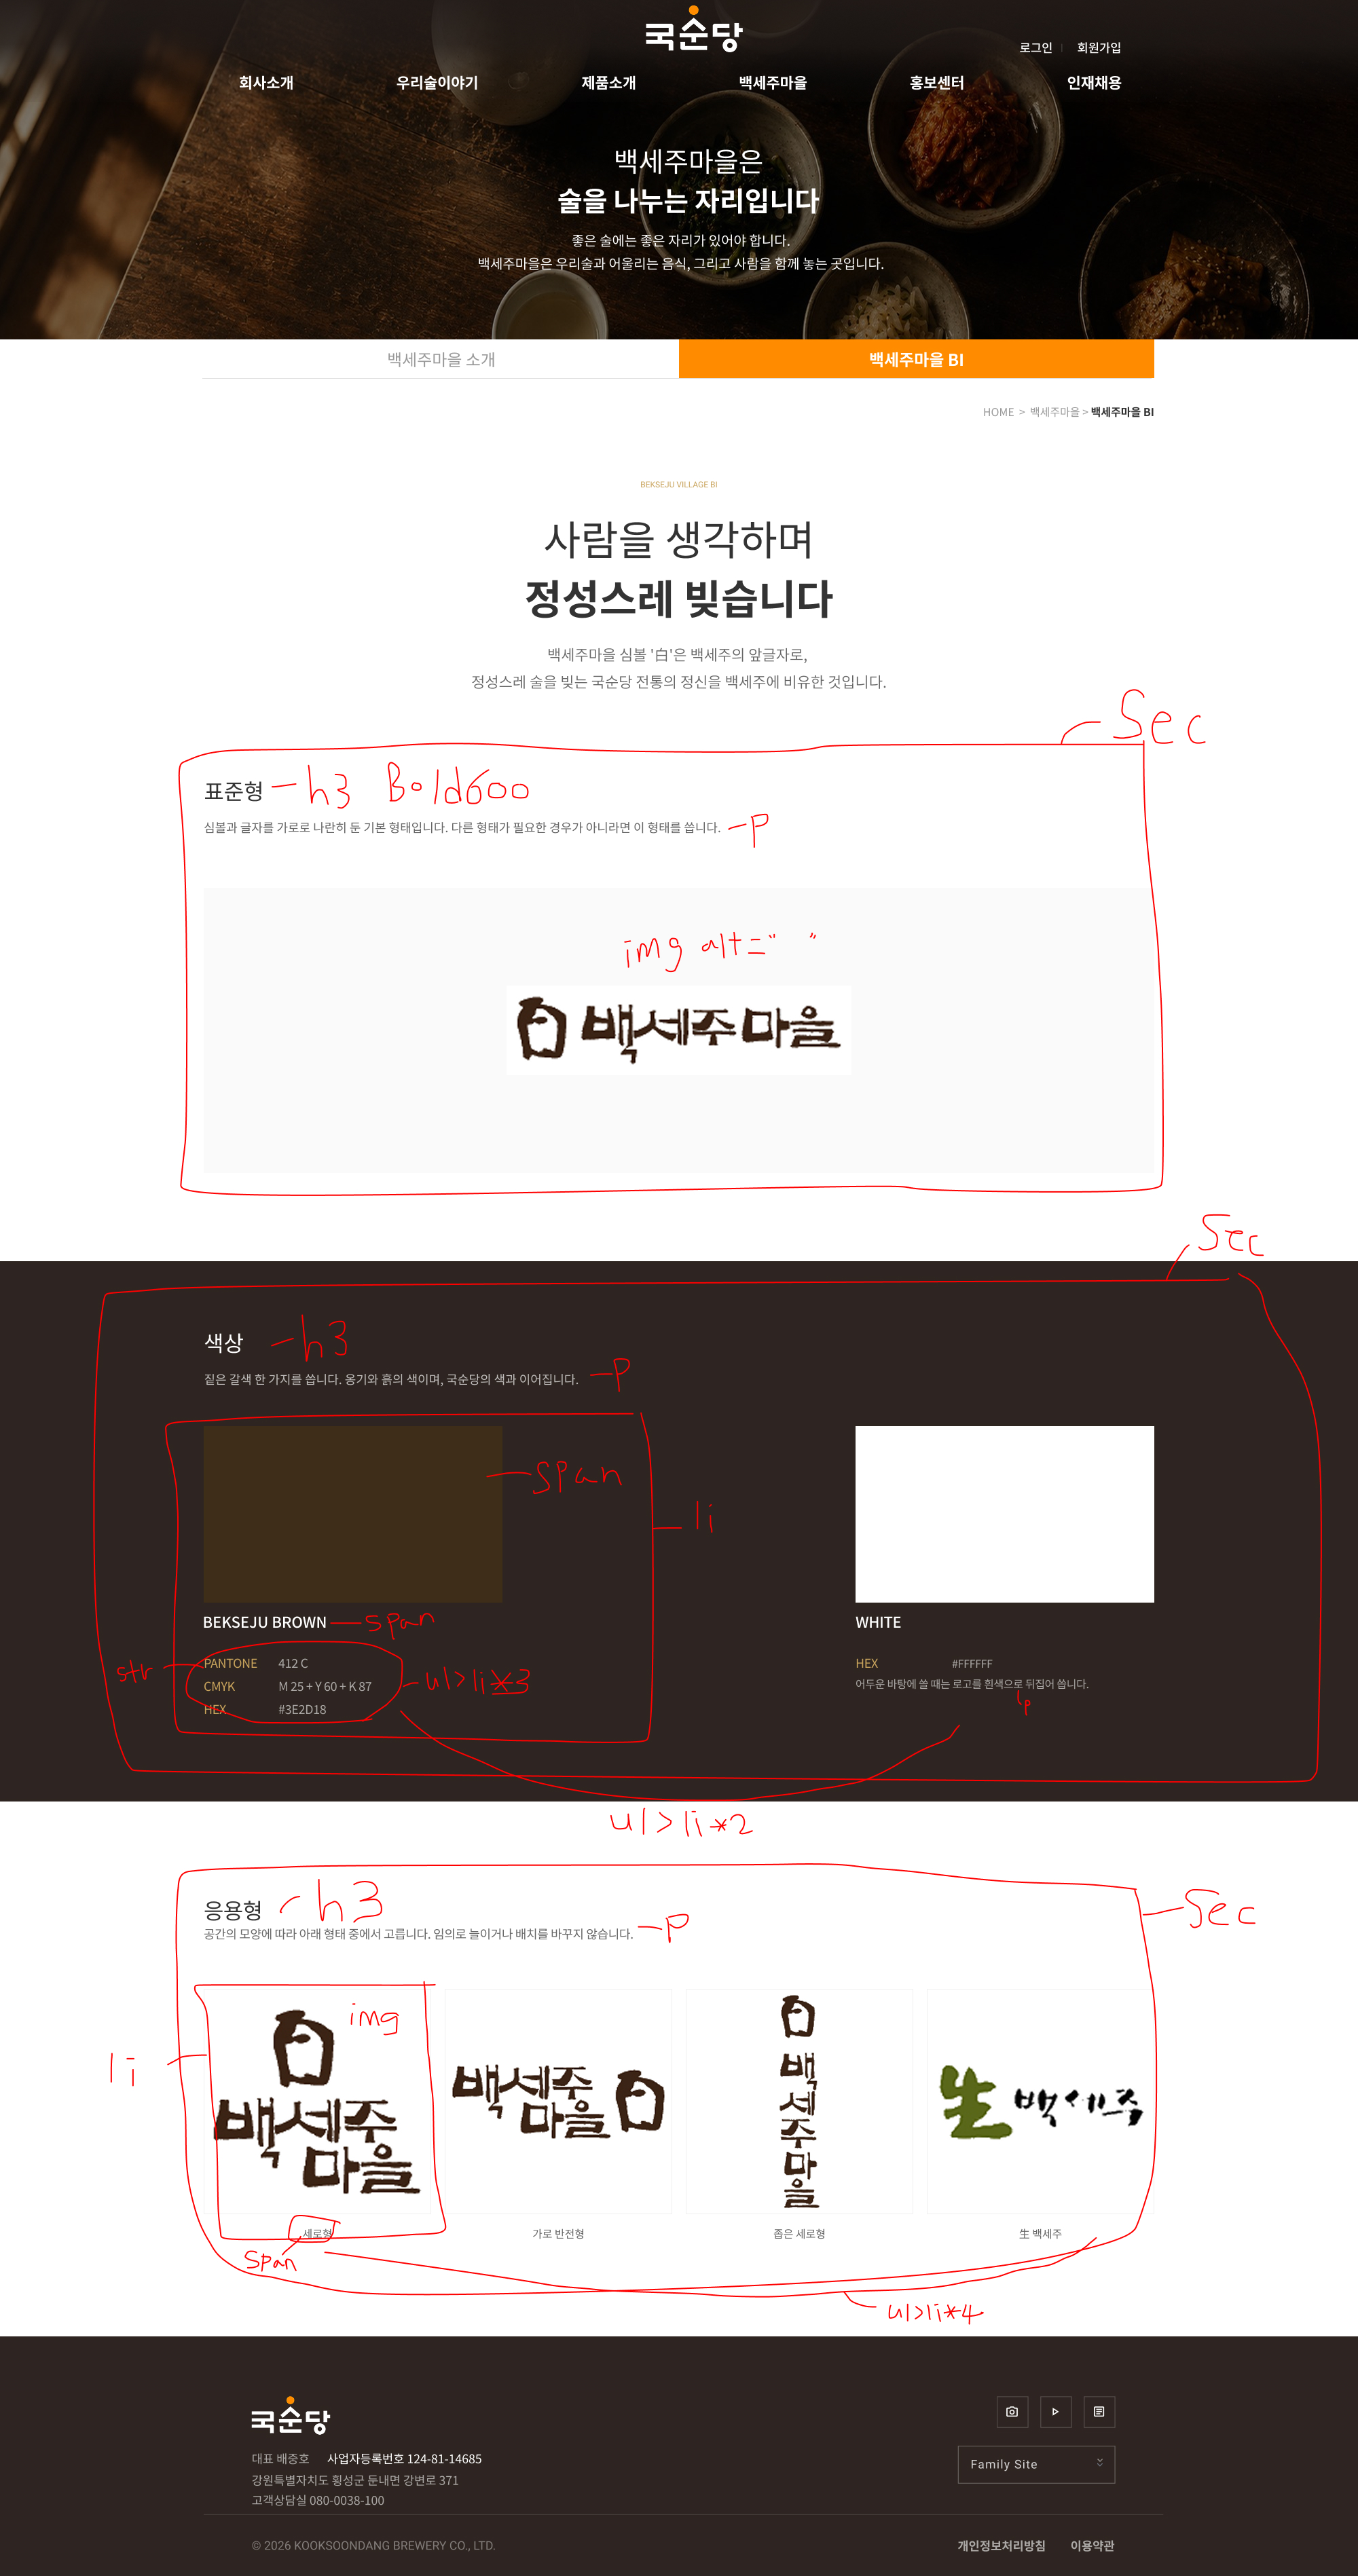 국순당
로그인 회원가입
회사소개 우리술이야기 제품소개 백세주마을 홍보센터 인재채용
백세주마을은
술을 나누는 자리입니다
좋은 술에는 좋은 자리가 있어야 합니다.
백세주마을은 우리술과 어울리는 음식, 그리고 사람을 함께 놓는 곳입니다.
백세주마을 소개 백세주마을 BI
HOME > 백세주마을 > 백세주마을 BI
BEKSEJU VILLAGE BI
사람을 생각하며
정성스레 빚습니다
백세주마을 심볼 '白'은 백세주의 앞글자로,
정성스레 술을 빚는 국순당 전통의 정신을 백세주에 비유한 것입니다.
Sec
표준형 -h3 Bold600
심볼과 글자를 가로로 나란히 둔 기본 형태입니다. 다른 형태가 필요한 경우가 아니라면 이 형태를 씁니다. -P
img alt=" "
白 백세주마을
Sec
색상 -h3
짙은 갈색 한 가지를 씁니다. 옹기와 흙의 색이며, 국순당의 색과 이어집니다. -P
-span
li
BEKSEJU BROWN -span
WHITE
str
PANTONE 412 C
CMYK M 25 + Y 60 + K 87
HEX #3E2D18
-ul>li*3
HEX #FFFFFF
어두운 바탕에 쓸 때는 로고를 흰색으로 뒤집어 씁니다.
p
ul>li*2
응용형 -h3
-Sec
공간의 모양에 따라 아래 형태 중에서 고릅니다. 임의로 늘이거나 배치를 바꾸지 않습니다. -P
li
img
白
백세주
마을
백세주
마을 白
白
백
세
주
마
을
生 백세주
세로형 가로 반전형 좁은 세로형 生 백세주
span
ul>li*4
국순당
대표 배중호 사업자등록번호 124-81-14685
강원특별자치도 횡성군 둔내면 강변로 371
고객상담실 080-0038-100
Family Site
© 2026 KOOKSOONDANG BREWERY CO., LTD.
개인정보처리방침 이용약관